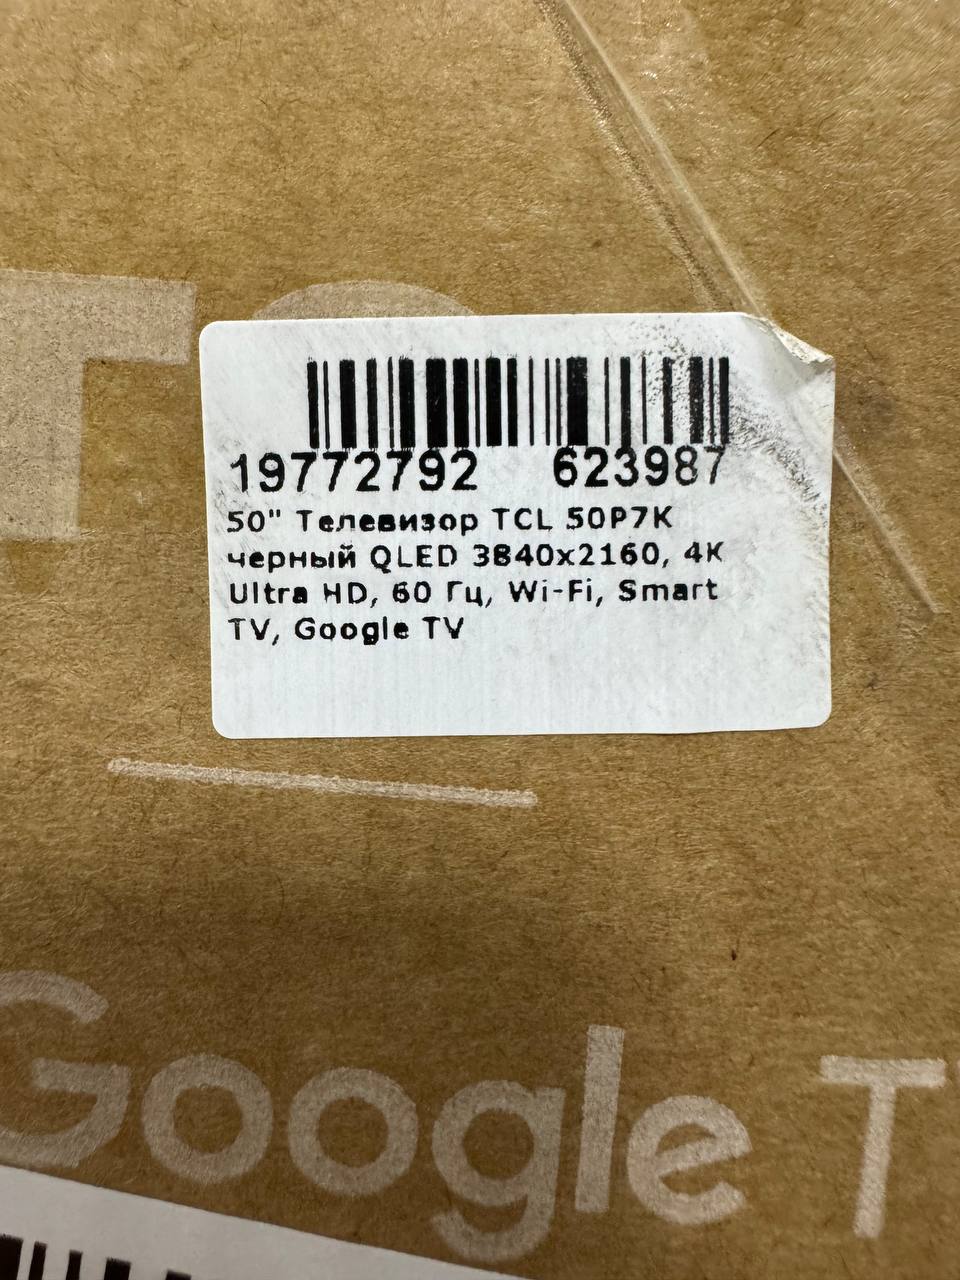 19772792 623987
50" Телевизор TCL 50P7K
черный QLED 3840x2160, 4K
Ultra HD, 60 Гц, Wi-Fi, Smart
TV, Google TV
Google T